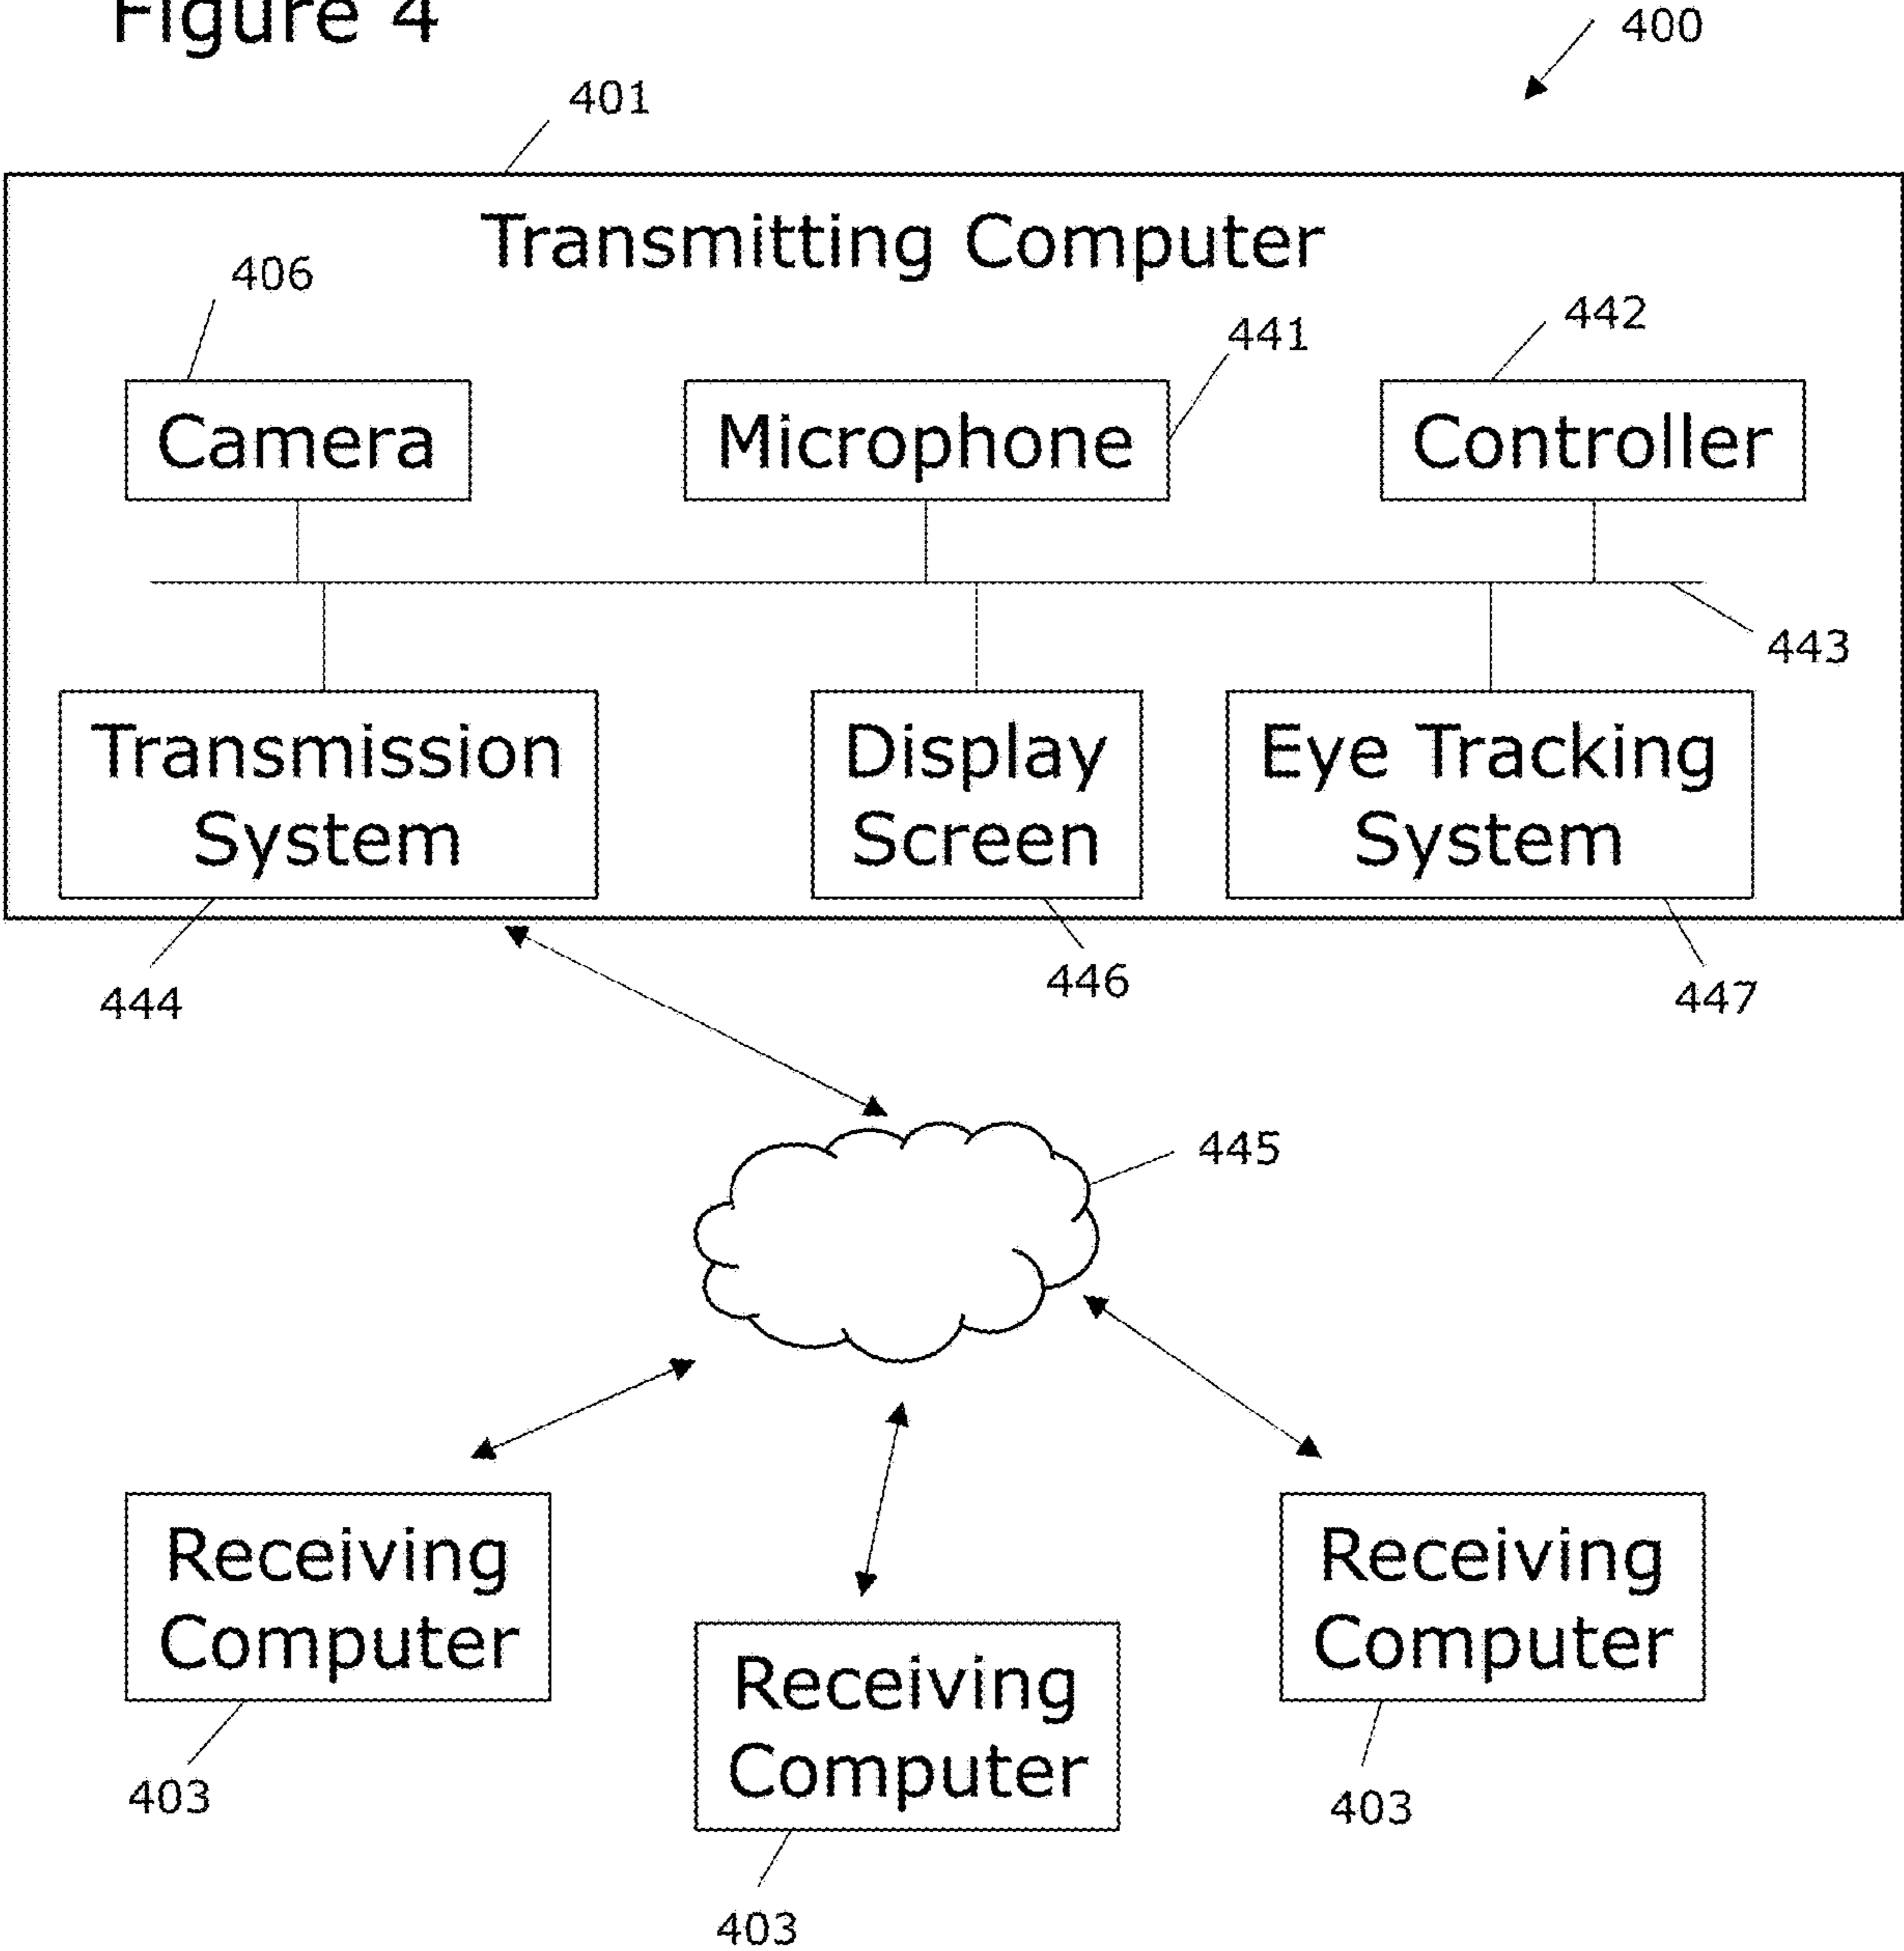 Figure 4
400
401
Transmitting Computer
406
441
442
Camera
Microphone
Controller
443
Transmission
System
Display
Screen
Eye Tracking
System
444
446
447
445
Receiving
Computer
Receiving
Computer
Receiving
Computer
403
403
403